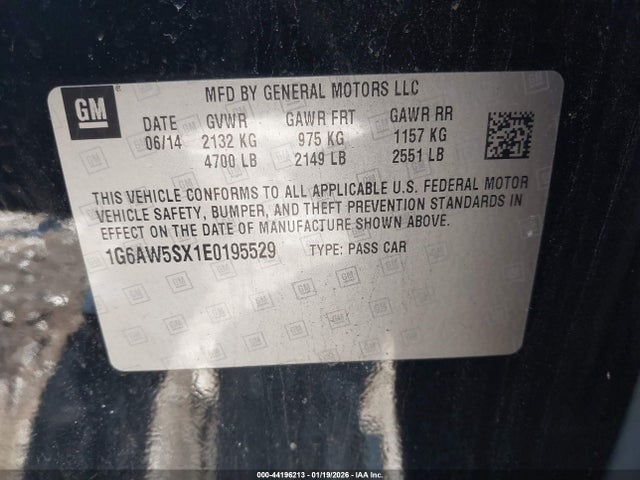 GM
MFD BY GENERAL MOTORS LLC
DATE GVWR GAWR FRT GAWR RR
06/14 2132 KG 975 KG 1157 KG
4700 LB 2149 LB 2551 LB
THIS VEHICLE CONFORMS TO ALL APPLICABLE U.S. FEDERAL MOTOR
VEHICLE SAFETY, BUMPER, AND THEFT PREVENTION STANDARDS IN
EFFECT ON THE DATE OF MANUFACTURE SHOWN ABOVE.
1G6AW5SX1E0195529 TYPE: PASS CAR
000-44196213 - 01/19/2026 - IAA Inc.